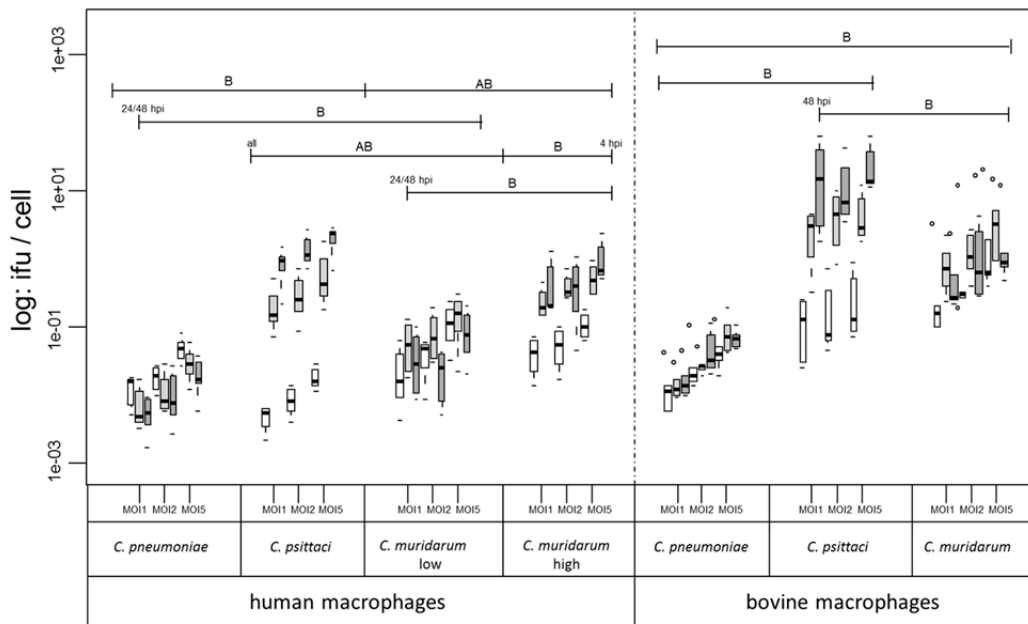 log: ifu / cell
1e+03
1e+01
1e-01
1e-03
B
B
AB
24/48 hpi
B
all
AB
B
4 hpi
24/48 hpi
B
B
B
48 hpi
B
MOI1 MOI2 MOI5
MOI1 MOI2 MOI5
MOI1 MOI2 MOI5
MOI1 MOI2 MOI5
MOI1 MOI2 MOI5
MOI1 MOI2 MOI5
MOI1 MOI2 MOI5
C. pneumoniae
C. psittaci
C. muridarum
low
C. muridarum
high
C. pneumoniae
C. psittaci
C. muridarum
human macrophages
bovine macrophages